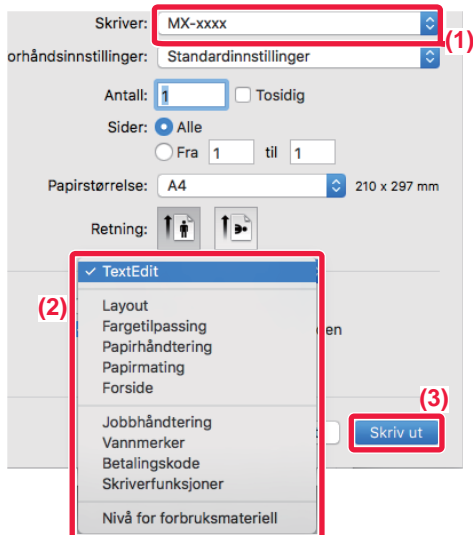 Skriver: MX-xxxx
(1)
orhåndsinnstillinger: Standardinnstillinger
Antall: 1 Tosidig
Sider: Alle
Fra 1 til 1
Papirstørrelse: A4 210 x 297 mm
Retning:
✓ TextEdit
(2)
Layout
Fargetilpassing en
Papirhåndtering
Papirmating
Forside
(3)
Jobbhåndtering
Vannmerker Skriv ut
Betalingskode
Skriverfunksjoner
Nivå for forbruksmateriell